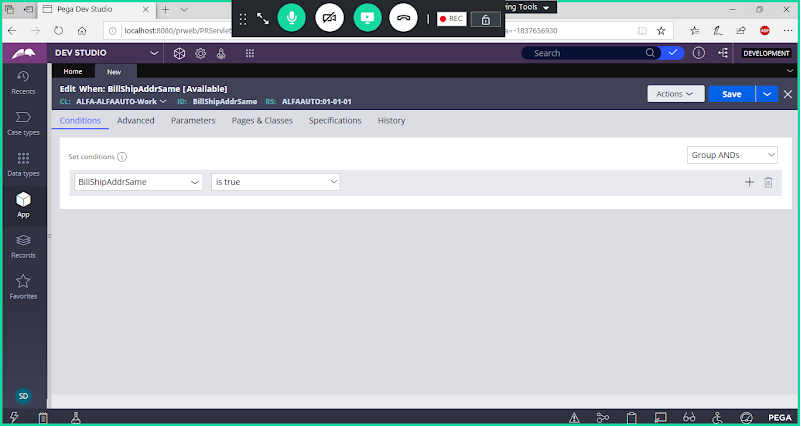 Pega Dev Studio
ving Tools
localhost:8080/prweb/PRServlet
a=-1837656930
REC
ABP
DEV STUDIO
Search
DEVELOPMENT
Home
New
Recents
Case types
Data types
App
Records
Favorites
SD
Edit When: BillShipAddrSame [Available]
CL: ALFA-ALFAAUTO-Work ID: BillShipAddrSame RS: ALFAAUTO:01-01-01
Actions
Save
Conditions Advanced Parameters Pages & Classes Specifications History
Set conditions
Group ANDs
BillShipAddrSame is true
PEGA